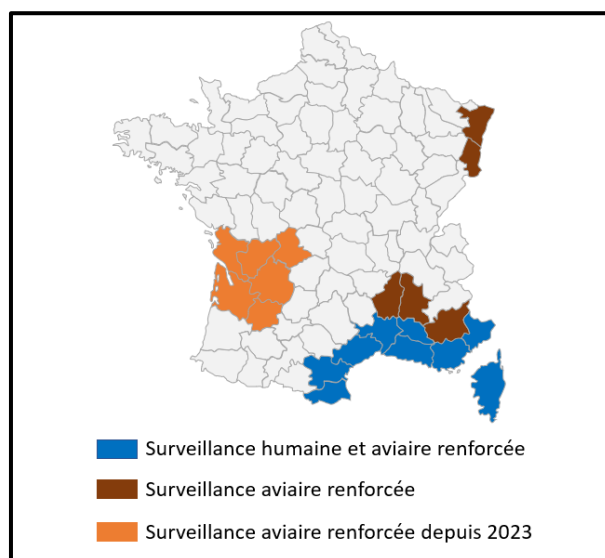 Surveillance humaine et aviaire renforcée
Surveillance aviaire renforcée
Surveillance aviaire renforcée depuis 2023